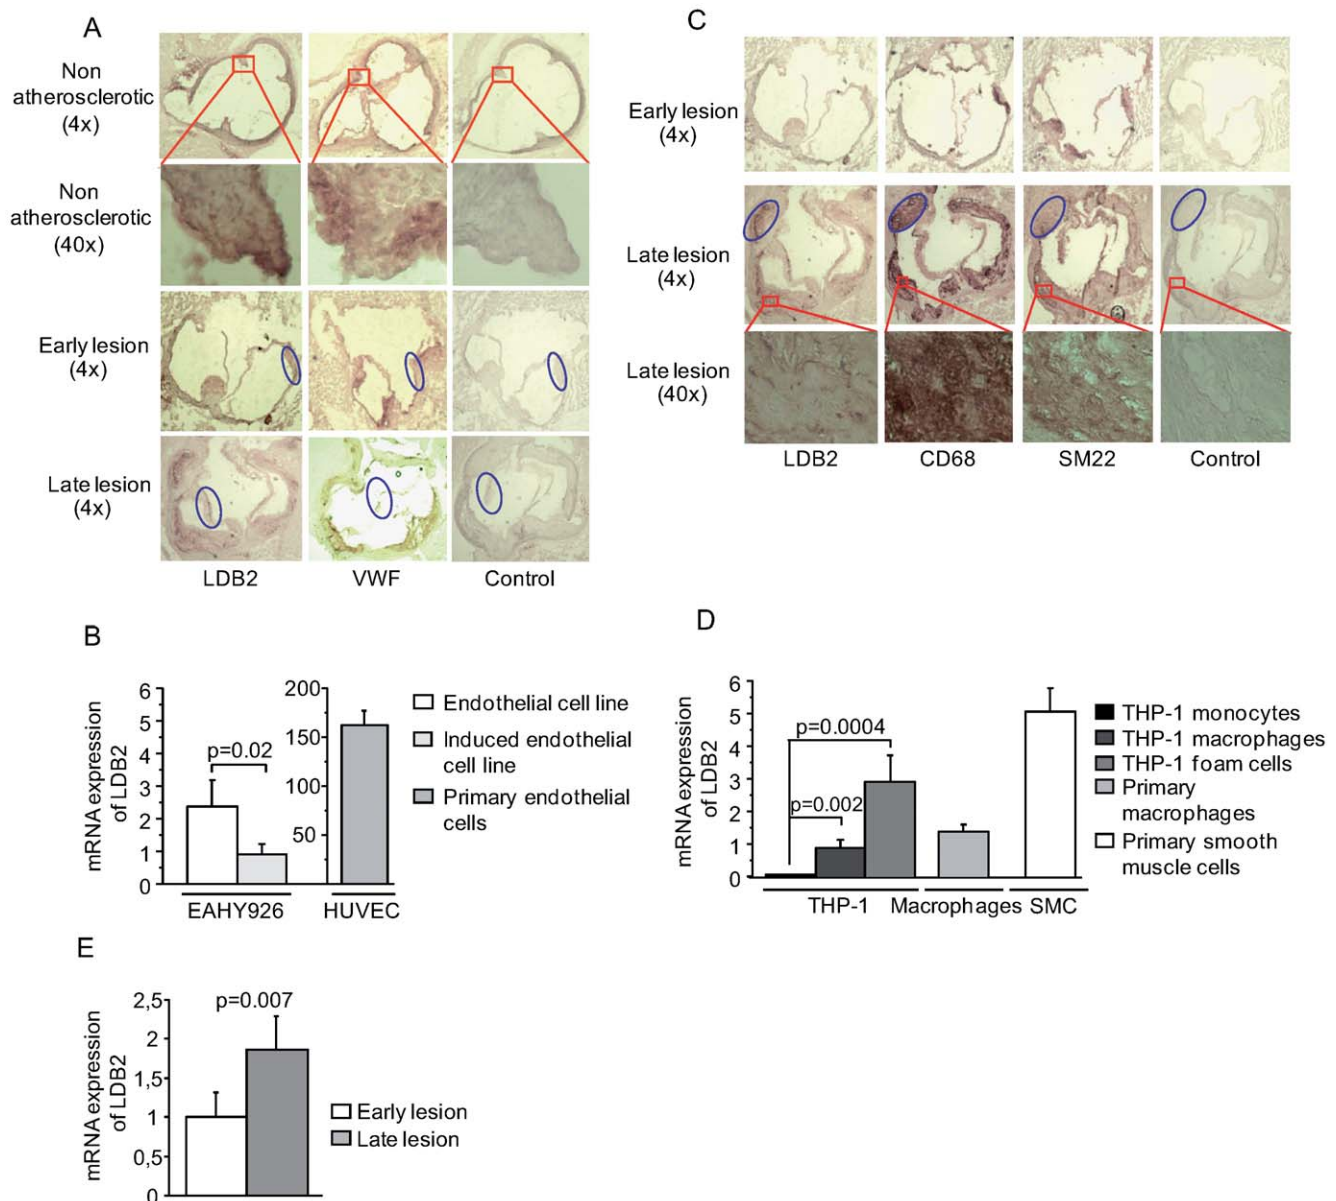 A
Non
atherosclerotic
(4x)
Non
atherosclerotic
(40x)
Early lesion
(4x)
Late lesion
(4x)
LDB2 VWF Control
C
Early lesion
(4x)
Late lesion
(4x)
Late lesion
(40x)
LDB2 CD68 SM22 Control
B
mRNA expression
of LDB2
6
5
4
3
2
1
0
p=0.02
200
150
100
50
EAHY926 HUVEC
Endothelial cell line
Induced endothelial
cell line
Primary endothelial
cells
D
mRNA expression
of LDB2
6
5
4
3
2
1
0
p=0.0004
p=0.002
THP-1 Macrophages SMC
THP-1 monocytes
THP-1 macrophages
THP-1 foam cells
Primary
macrophages
Primary smooth
muscle cells
E
mRNA expression
of LDB2
2,5
2
1,5
1
0,5
0
p=0.007
Early lesion
Late lesion